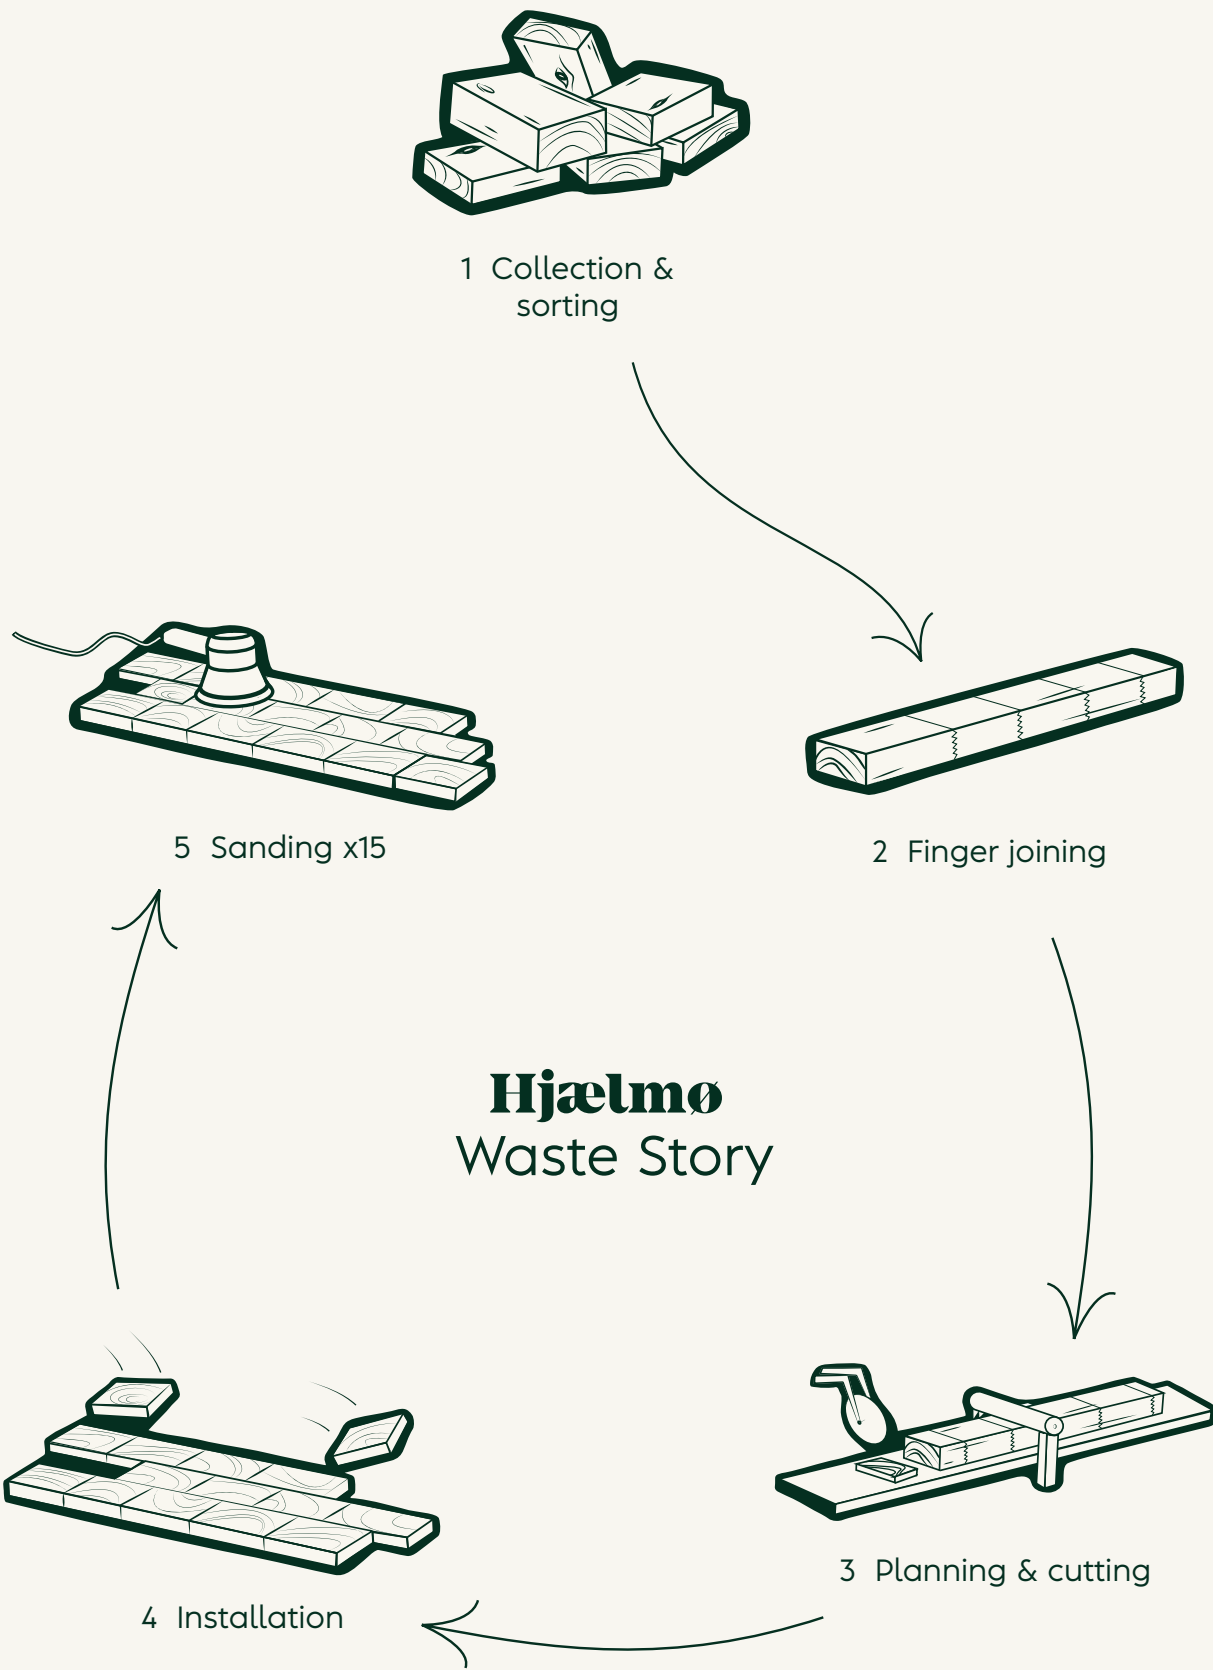 1 Collection &
sorting
5 Sanding x15
2 Finger joining
Hjælmø
Waste Story
3 Planning & cutting
4 Installation